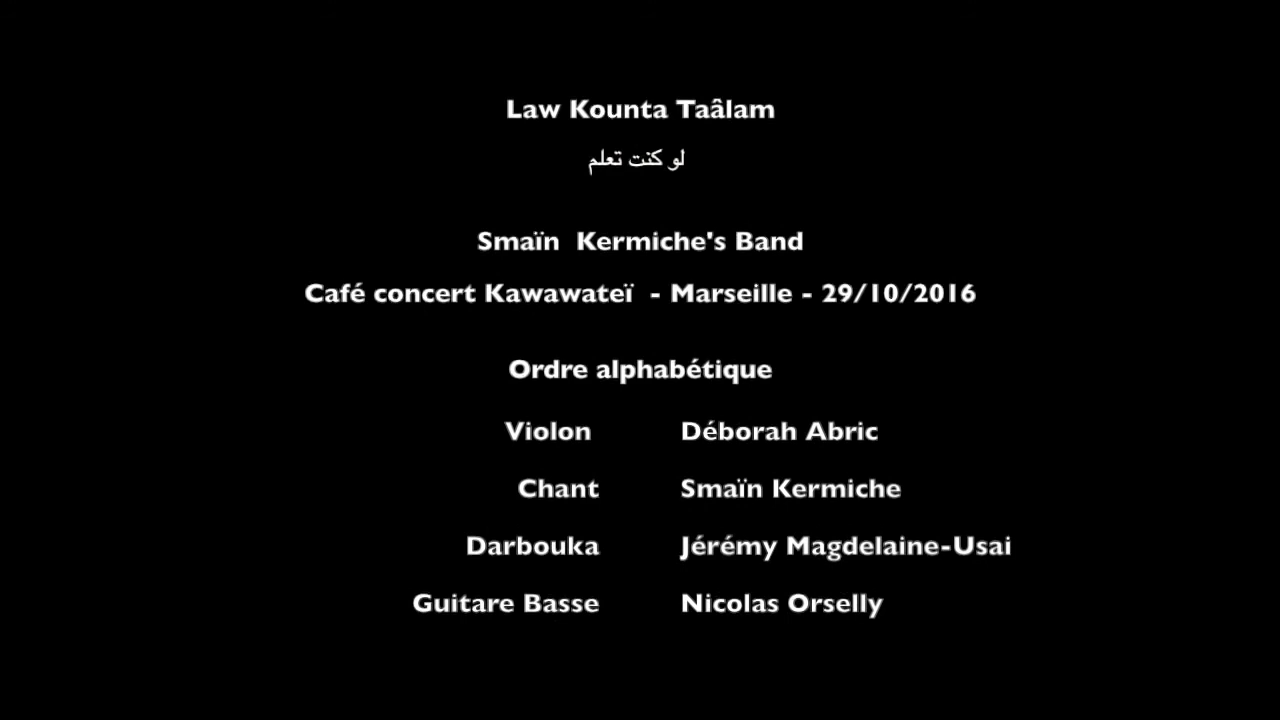 Law Kounta Taâlam
لو كنت تعلم
Smaïn Kermiche's Band
Café concert Kawawateï - Marseille - 29/10/2016
Ordre alphabétique
Violon Déborah Abric
Chant Smaïn Kermiche
Darbouka Jérémy Magdelaine-Usai
Guitare Basse Nicolas Orselly